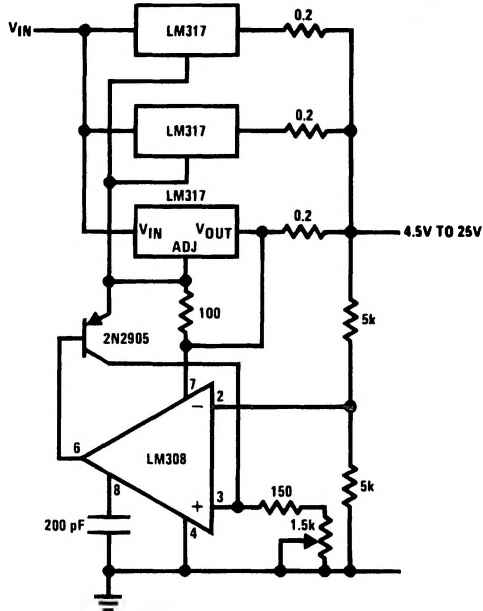 VIN
LM317
0.2
LM317
0.2
LM317
VIN
VOUT
ADJ
0.2
4.5V TO 25V
100
5k
2N2905
7
2
−
6
LM308
8
3
+
150
5k
1.5k
200 pF
4